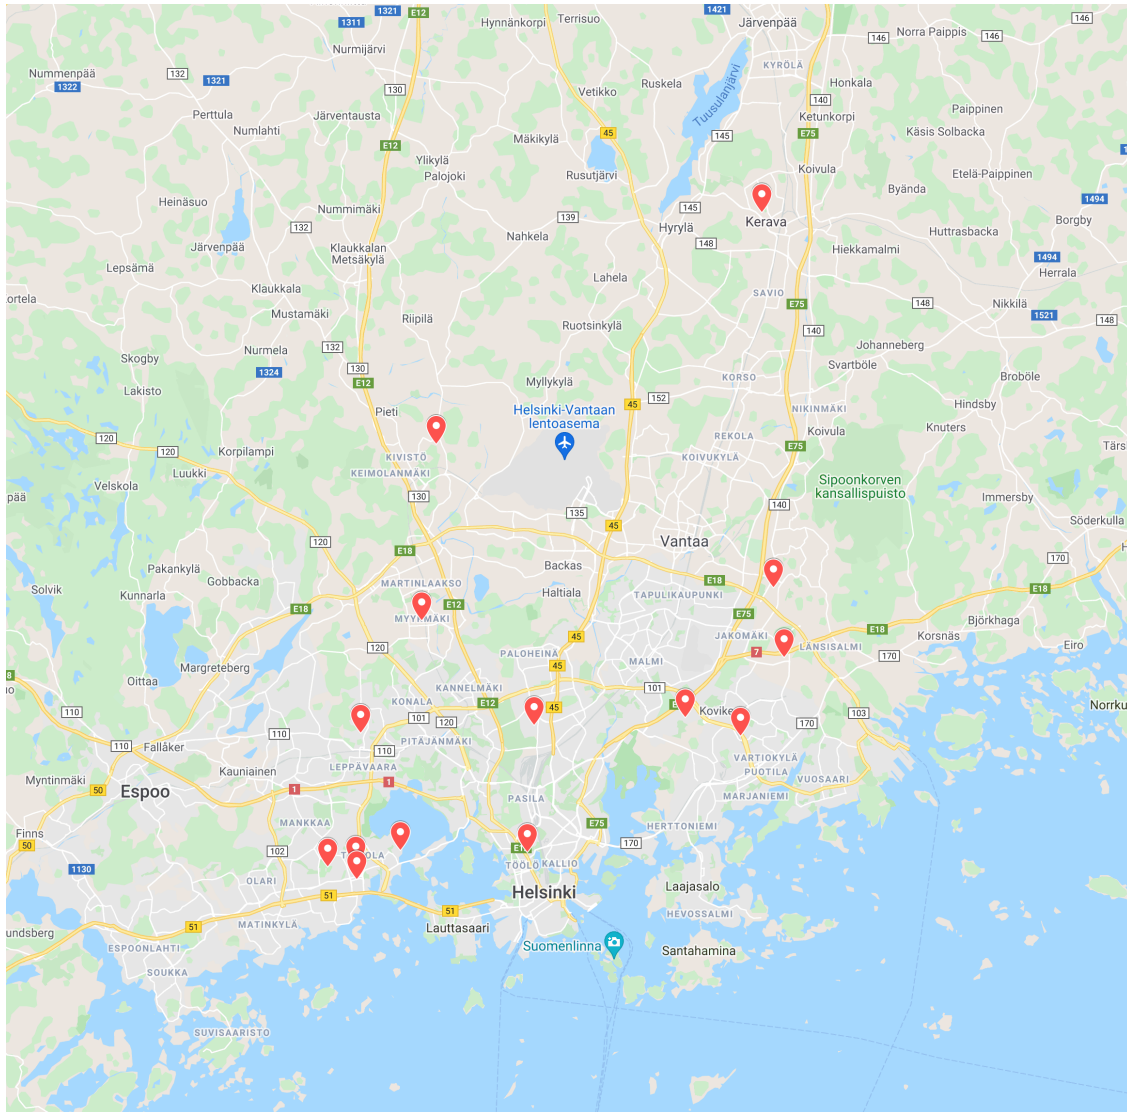 1321
E12
1421
Järvenpää
146
1311
Hynnänkorpi
Terrisuo
Norra Paippis
146
146
Nurmijärvi
KYRÖLÄ
Nummenpää
132
1321
1322
130
Vetikko
Ruskela
Honkala
Tuusulanjärvi
140
Perttula
Järventausta
Ketunkorpi
Paippinen
Numlahti
45
145
E75
Käsis Solbacka
Mäkikylä
E12
Ylikylä
Palojoki
Rusutjärvi
Koivula
Etelä-Paippinen
Byända
1494
Heinäsuo
Nummimäki
145
139
Kerava
Borgby
132
Hyrylä
Huttrasbacka
Nahkela
148
Järvenpää
Klaukkalan
Metsäkylä
Hiekkamalmi
1494
Lepsämä
Lahela
Herrala
ortela
Klaukkala
SAVIO
E75
148
Nikkilä
Mustamäki
Riipilä
Ruotsinkylä
1521
148
140
Nurmela
132
Johanneberg
Skogby
130
Svartböle
1324
E12
Myllykylä
KORSO
Broböle
Lakisto
152
Pieti
Helsinki-Vantaan
lentoasema
45
NIKINMÄKI
Hindsby
120
REKOLA
Koivula
Knuters
120
Korpilampi
E75
Tärs
KIVISTÖ
KOIVUKYLÄ
Luukki
KEIMOLANMÄKI
Sipoonkorven
kansallispuisto
Velskola
pää
130
140
Immersby
135
45
Söderkulla
120
Vantaa
E18
170
Backas
Pakankylä
Gobbacka
MARTINLAAKSO
E18
Solvik
Kunnarla
Haltiala
TAPULIKAUPUNKI
E18
E18
E12
E75
MYYRMÄKI
Björkhaga
45
JAKOMÄKI
E18
Korsnäs
120
Eiro
PALOHEINÄ
7
LÄNSISALMI
170
Margreteberg
45
MALMI
Oittaa
KANNELMÄKI
101
KONALA
E12
45
110
101
120
Kovike
103
170
Norrku
110
110
Fallåker
PITÄJÄNMÄKI
110
VARTIOKYLÄ
Kauniainen
LEPPÄVAARA
PUOTILA
VUOSAARI
Myntinmäki
50
Espoo
1
1
PASILA
MARJANIEMI
MANKKAA
E75
HERTTONIEMI
Finns
50
170
102
1130
TÖÖLÖ
KALLIO
OLARI
Helsinki
Laajasalo
51
51
HEVOSSALMI
51
MATINKYLÄ
Lauttasaari
undsberg
ESPOONLAHTI
Suomenlinna
Santahamina
SOUKKA
SUVISAARISTO